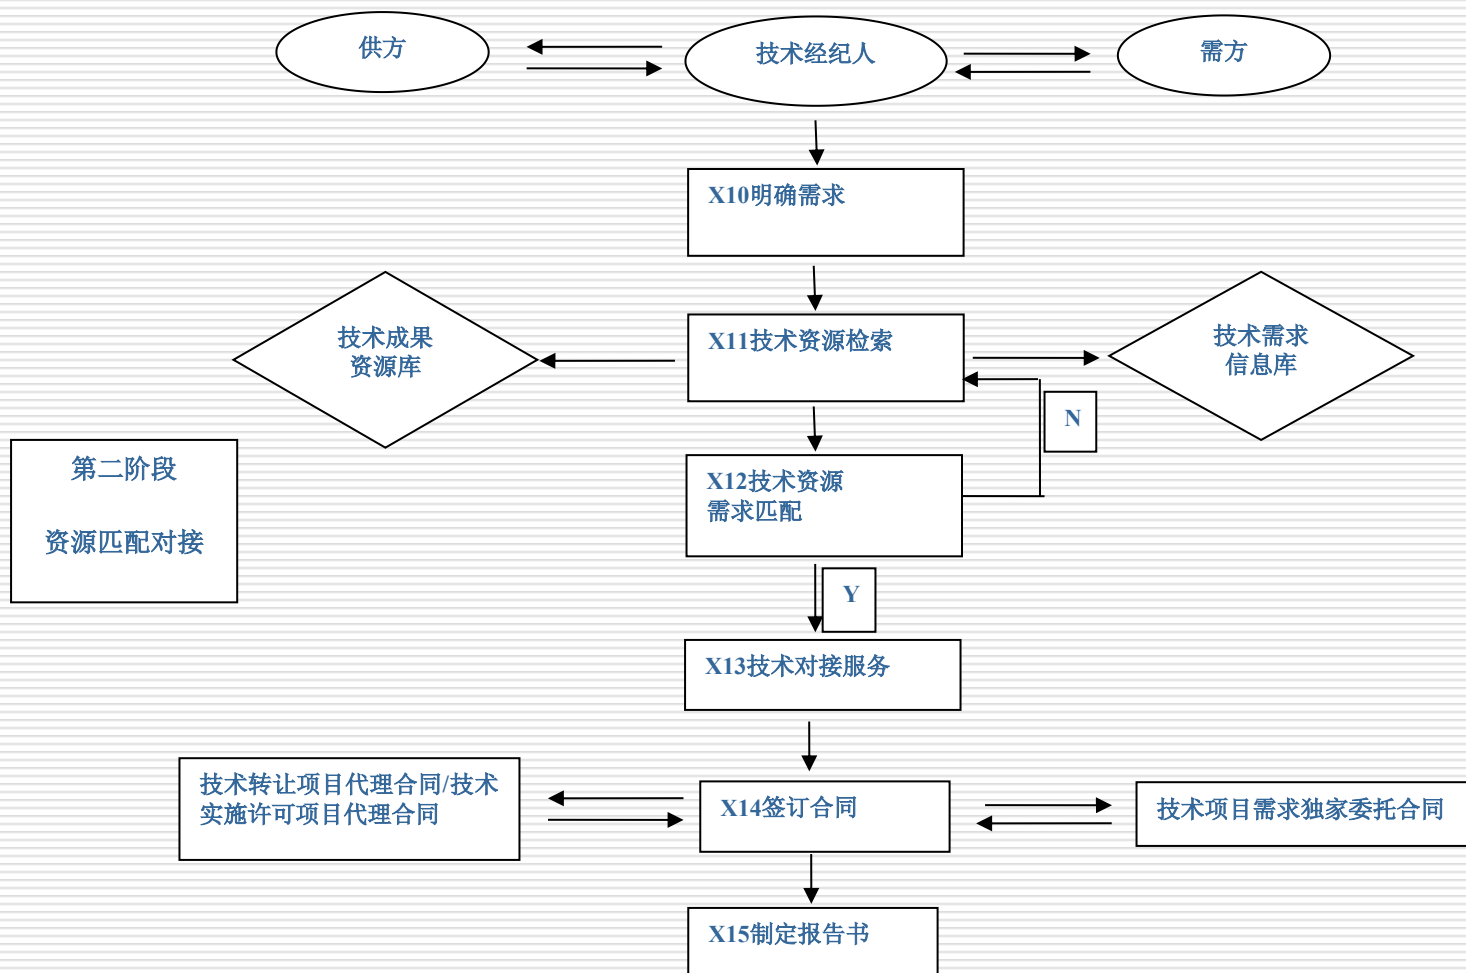 供方
技术经纪人
需方
X10明确需求
技术成果
资源库
X11技术资源检索
技术需求
信息库
N
第二阶段
资源匹配对接
X12技术资源
需求匹配
Y
X13技术对接服务
技术转让项目代理合同/技术
实施许可项目代理合同
X14签订合同
技术项目需求独家委托合同
X15制定报告书